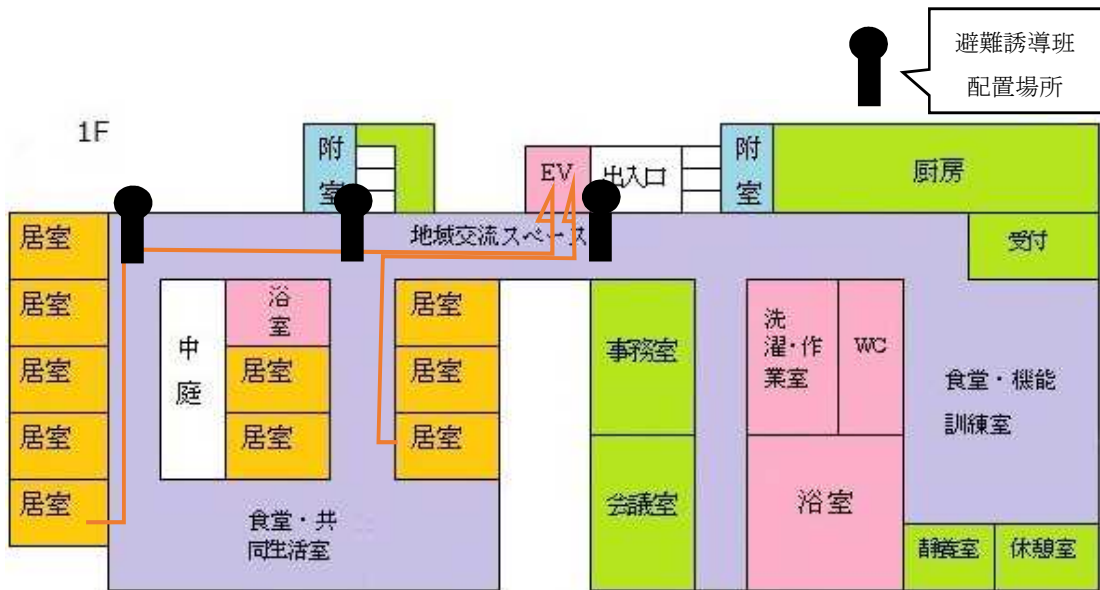 避難誘導班
配置場所
1F
附
室
EV
出入口
附
室
厨房
居室
地域交流スペース
受付
居室
浴
室
居室
中
庭
居室
居室
居室
事務室
洗
濯・作
業室
WC
食堂・機能
訓練室
居室
居室
居室
居室
食堂・共
同生活室
会議室
浴室
静養室
休憩室